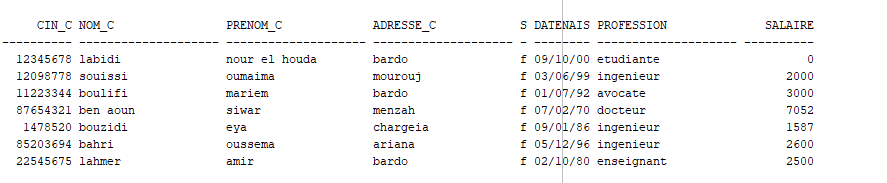 CIN_C NOM_C PRENOM_C ADRESSE_C S DATENAIS PROFESSION SALAIRE
---------- -------------------- -------------------- -------------------- - -------- -------------------- ----------
12345678 labidi nour el houda bardo f 09/10/00 etudiante 0
12098778 souissi oumaima mourouj f 03/06/99 ingenieur 2000
11223344 boulifi mariem bardo f 01/07/92 avocate 3000
87654321 ben aoun siwar menzah f 07/02/70 docteur 7052
1478520 bouzidi eya chargeia f 09/01/86 ingenieur 1587
85203694 bahri oussema ariana f 05/12/96 ingenieur 2600
22545675 lahmer amir bardo f 02/10/80 enseignant 2500